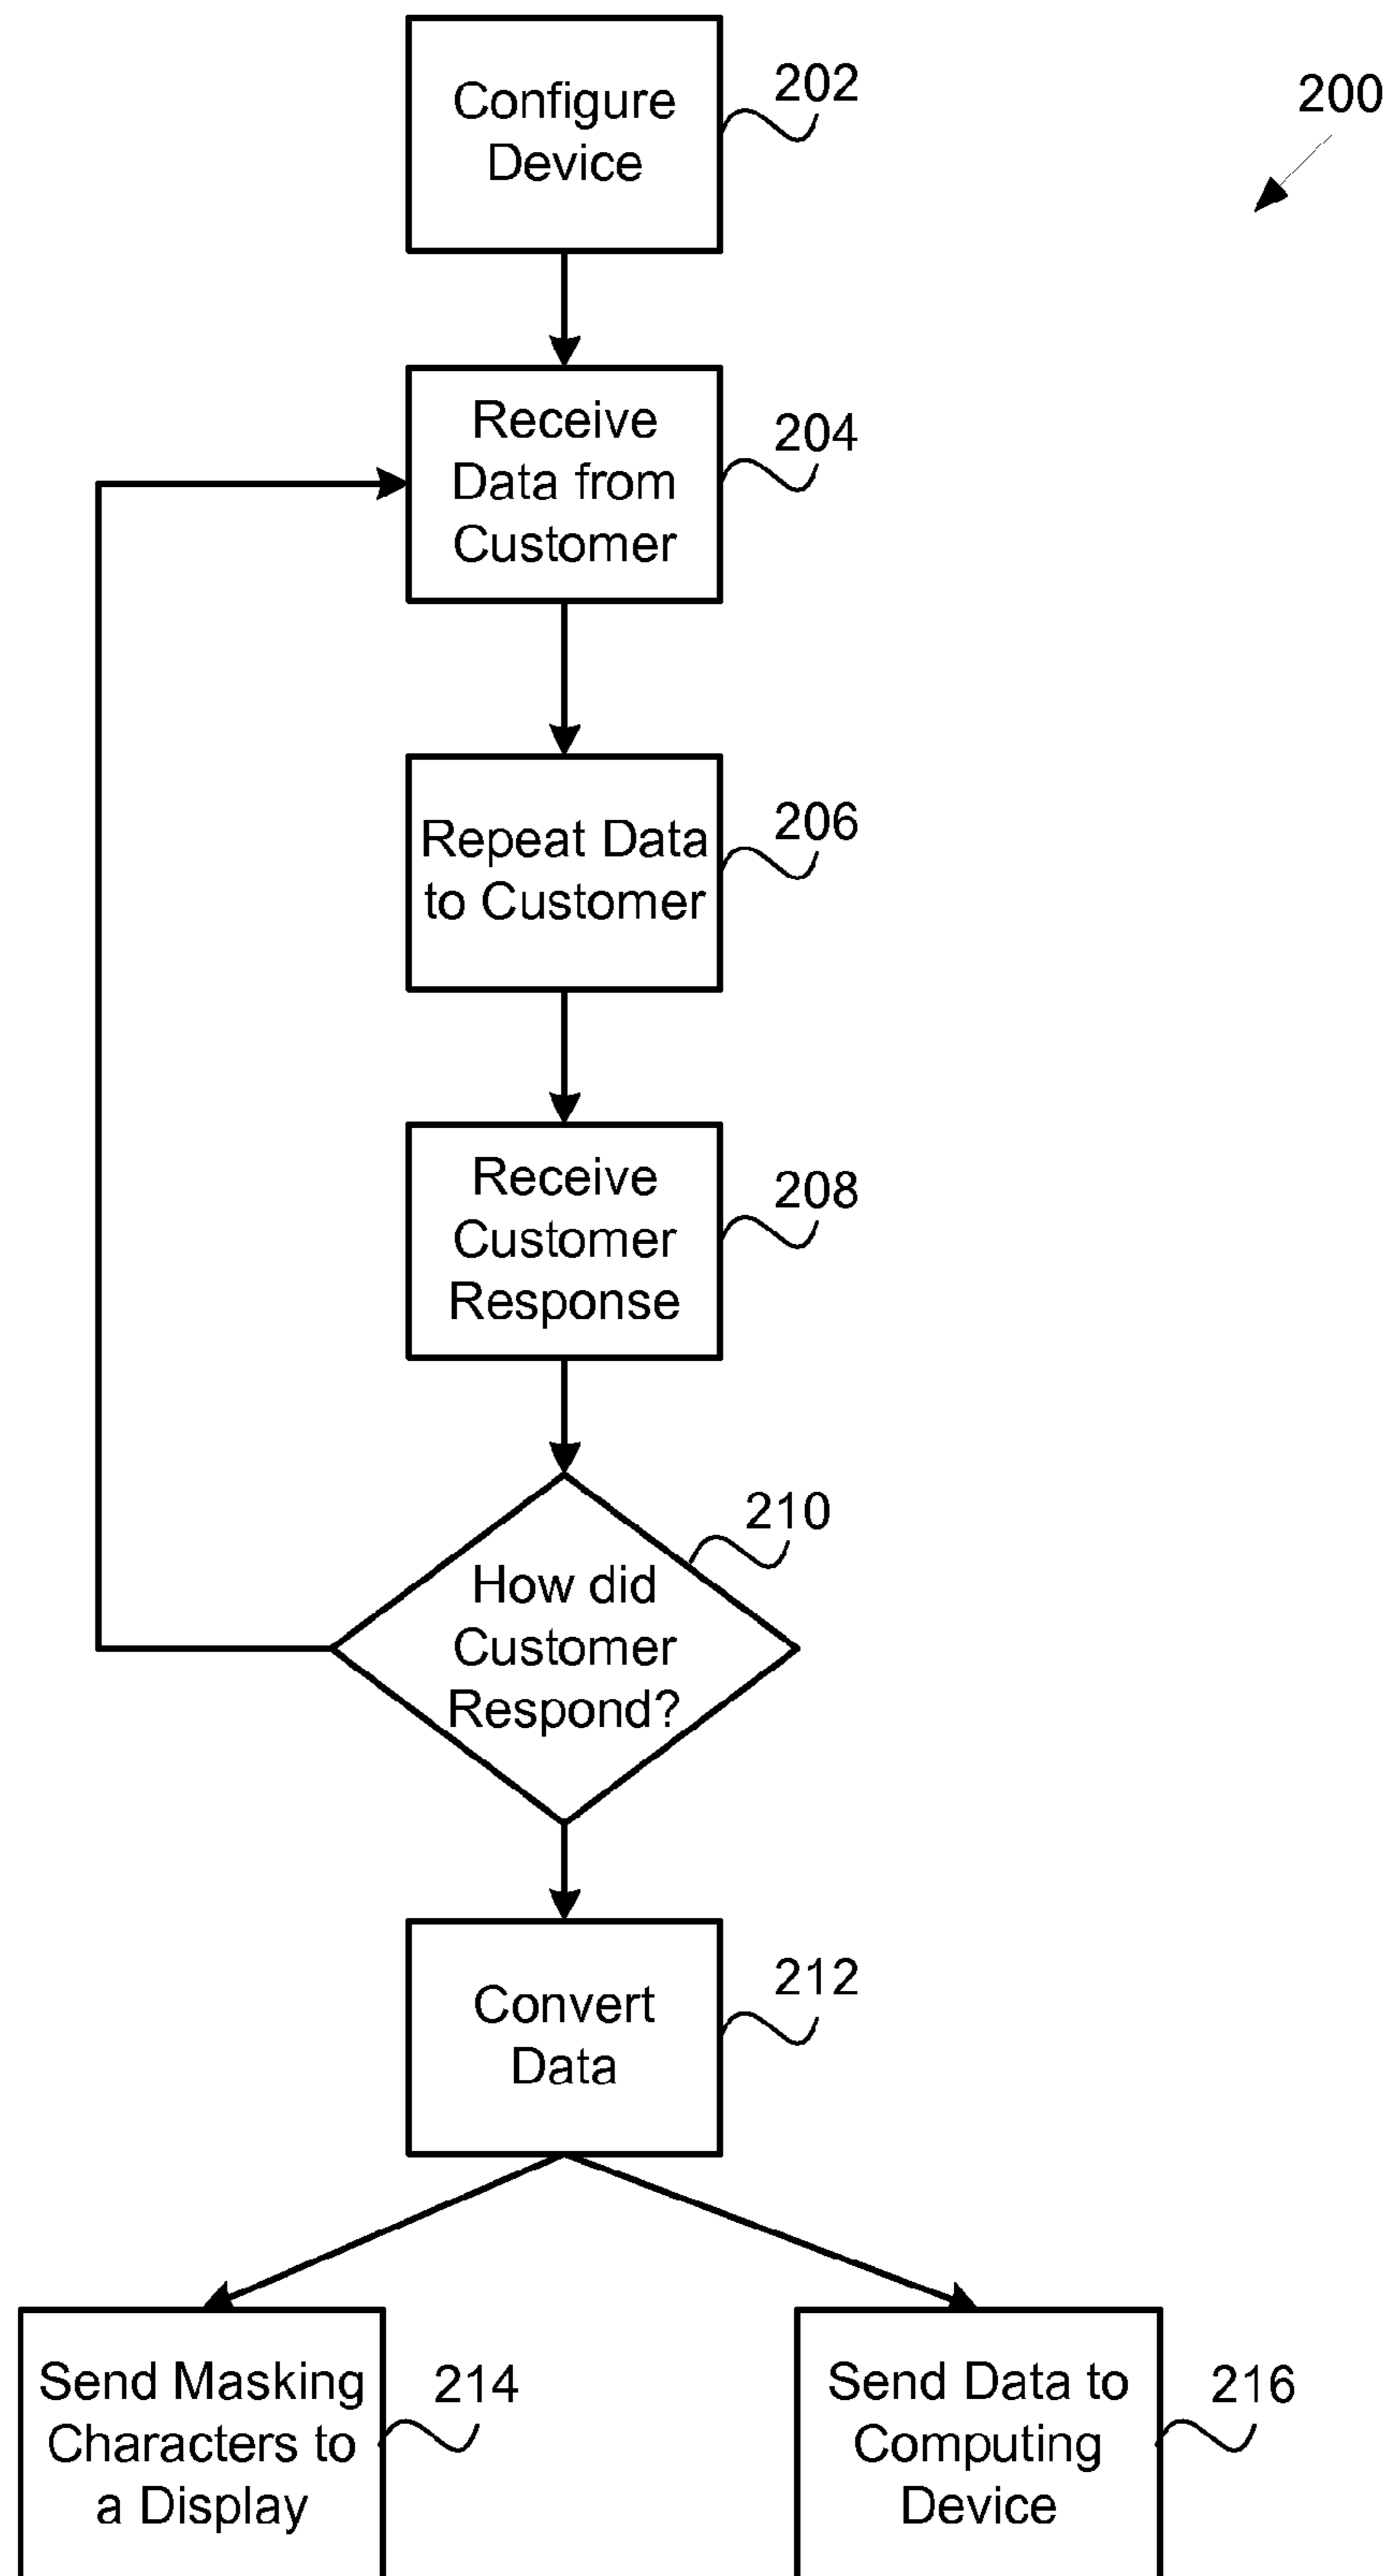 Configure
Device
202
200
Receive
Data from
Customer
204
Repeat Data
to Customer
206
Receive
Customer
Response
208
How did
Customer
Respond?
210
Convert
Data
212
Send Masking
Characters to
a Display
214
Send Data to
Computing
Device
216